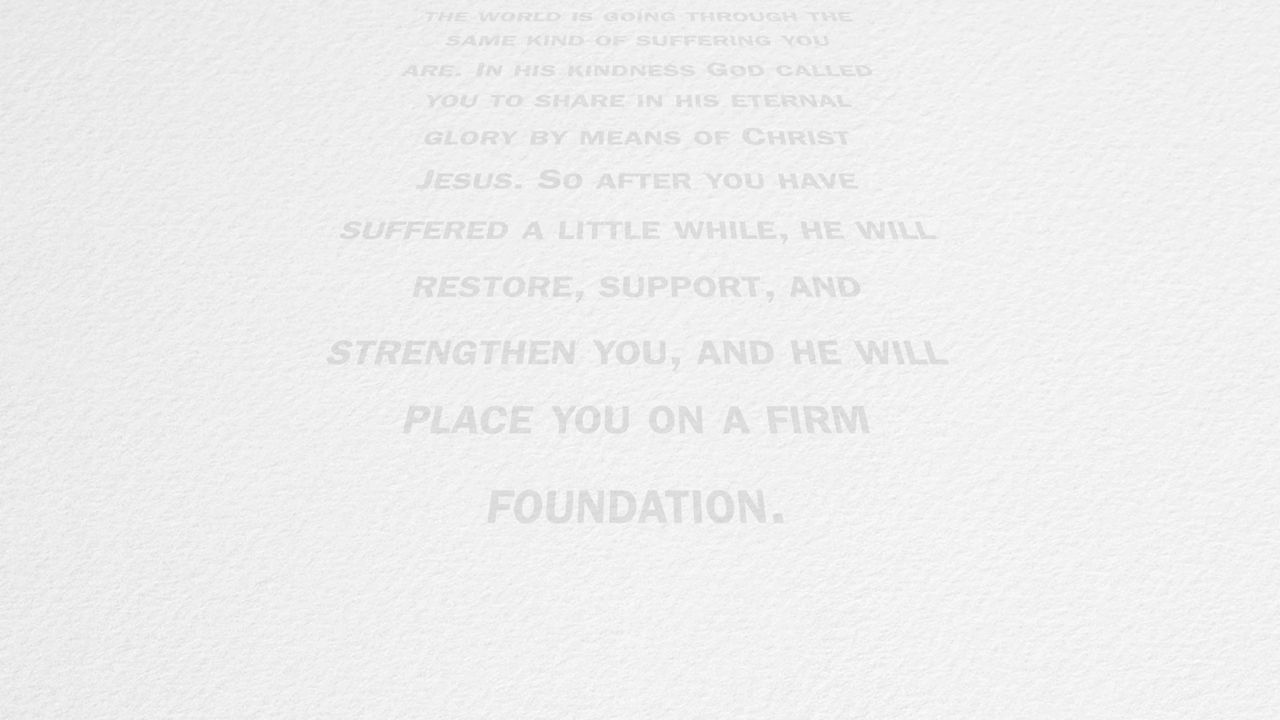 THE WORLD IS GOING THROUGH THE
SAME KIND OF SUFFERING YOU
ARE. IN HIS KINDNESS GOD CALLED
YOU TO SHARE IN HIS ETERNAL
GLORY BY MEANS OF CHRIST
JESUS. SO AFTER YOU HAVE
SUFFERED A LITTLE WHILE, HE WILL
RESTORE, SUPPORT, AND
STRENGTHEN YOU, AND HE WILL
PLACE YOU ON A FIRM
FOUNDATION.